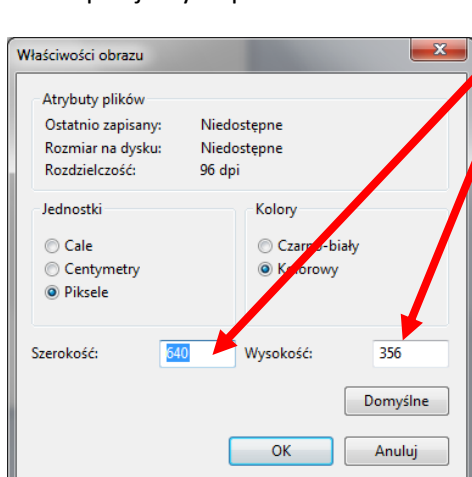 Właściwości obrazu
Atrybuty plików
Ostatnio zapisany: Niedostępne
Rozmiar na dysku: Niedostępne
Rozdzielczość: 96 dpi
Jednostki
Kolory
Cale
Centymetry
Piksele
Czarno-biały
Kolorowy
Szerokość: 640 Wysokość: 356
Domyślne
OK Anuluj